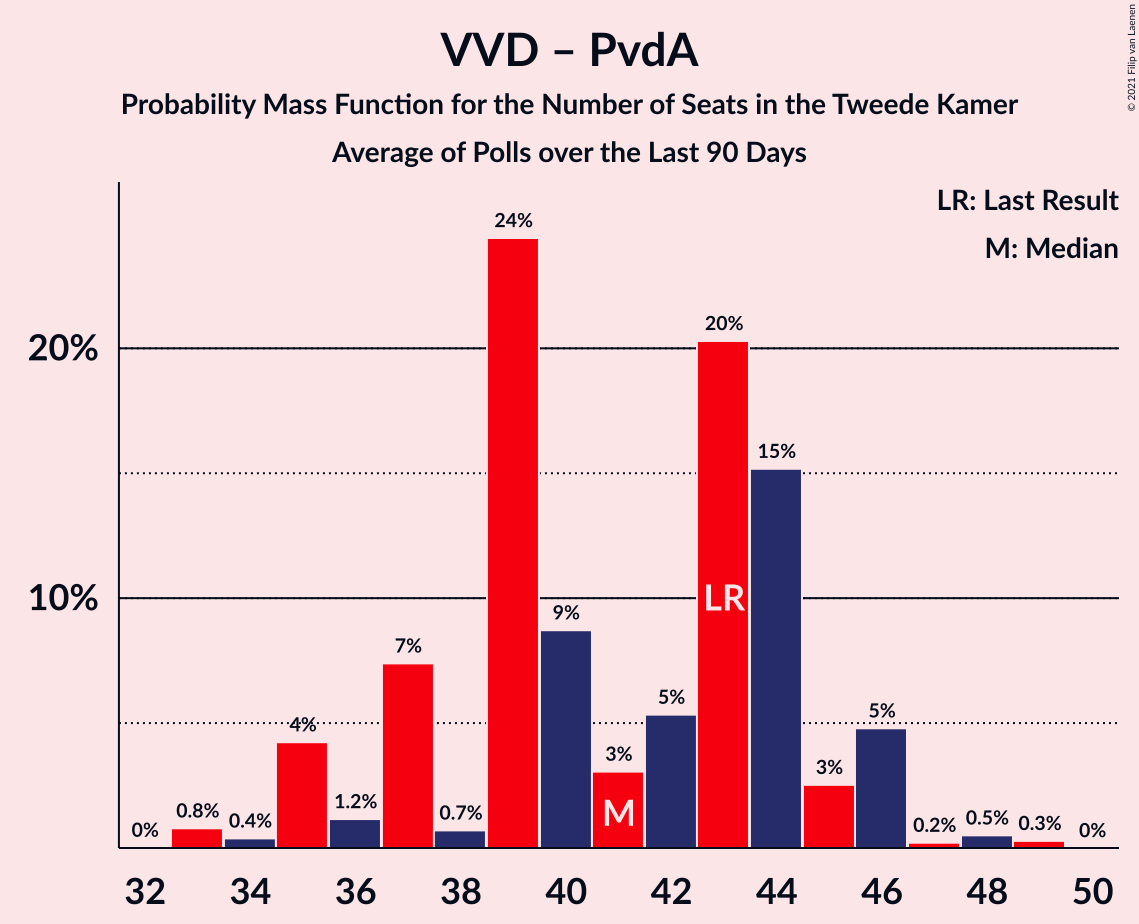 © 2021 Filip van Laenen
VVD – PvdA
Probability Mass Function for the Number of Seats in the Tweede Kamer
Average of Polls over the Last 90 Days
LR: Last Result
M: Median
20%
10%
0%
0.8%
0.4%
4%
1.2%
7%
0.7%
24%
9%
3%
5%
20%
15%
3%
5%
0.2%
0.5%
0.3%
0%
M
LR
32 34 36 38 40 42 44 46 48 50